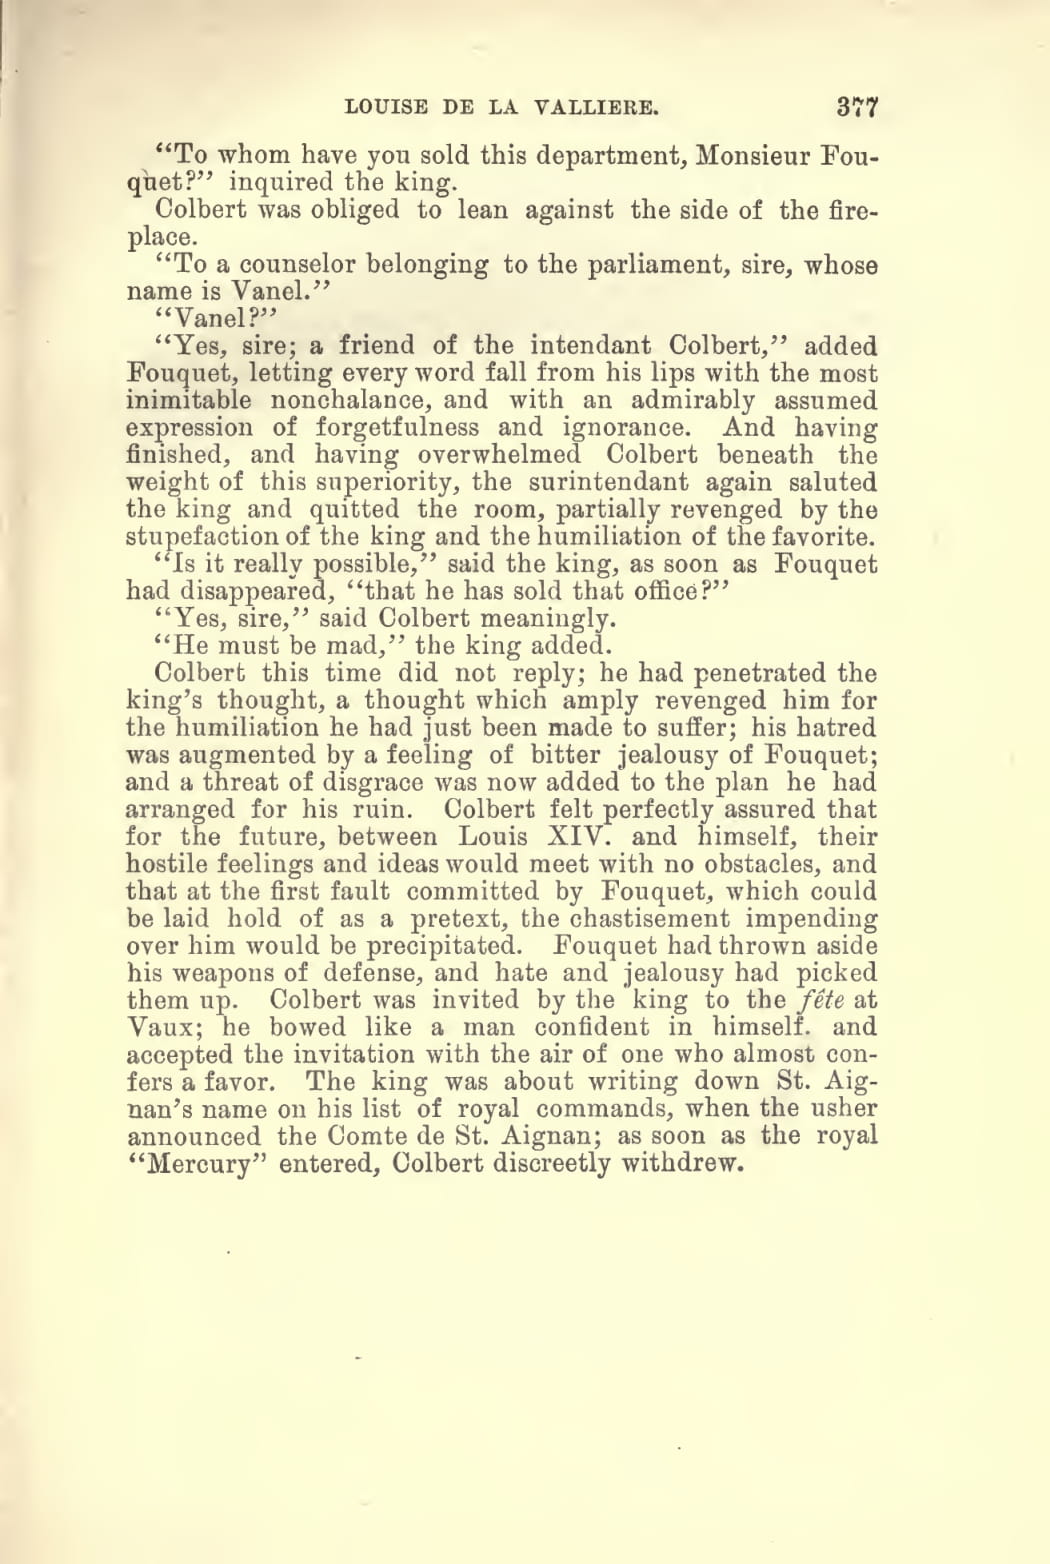 LOUISE DE LA VALLIERE. 377
“To whom have you sold this department, Monsieur Fou-
quet?” inquired the king.
Colbert was obliged to lean against the side of the fire-
place.
“To a counselor belonging to the parliament, sire, whose
name is Vanel.”
“Vanel?”
“Yes, sire; a friend of the intendant Colbert,” added
Fouquet, letting every word fall from his lips with the most
inimitable nonchalance, and with an admirably assumed
expression of forgetfulness and ignorance. And having
finished, and having overwhelmed Colbert beneath the
weight of this superiority, the surintendant again saluted
the king and quitted the room, partially revenged by the
stupefaction of the king and the humiliation of the favorite.
“Is it really possible,” said the king, as soon as Fouquet
had disappeared, “that he has sold that office?”
“Yes, sire,” said Colbert meaningly.
“He must be mad,” the king added.
Colbert this time did not reply; he had penetrated the
king’s thought, a thought which amply revenged him for
the humiliation he had just been made to suffer; his hatred
was augmented by a feeling of bitter jealousy of Fouquet;
and a threat of disgrace was now added to the plan he had
arranged for his ruin. Colbert felt perfectly assured that
for the future, between Louis XIV. and himself, their
hostile feelings and ideas would meet with no obstacles, and
that at the first fault committed by Fouquet, which could
be laid hold of as a pretext, the chastisement impending
over him would be precipitated. Fouquet had thrown aside
his weapons of defense, and hate and jealousy had picked
them up. Colbert was invited by the king to the fête at
Vaux; he bowed like a man confident in himself. and
accepted the invitation with the air of one who almost con-
fers a favor. The king was about writing down St. Aig-
nan’s name on his list of royal commands, when the usher
announced the Comte de St. Aignan; as soon as the royal
“Mercury” entered, Colbert discreetly withdrew.